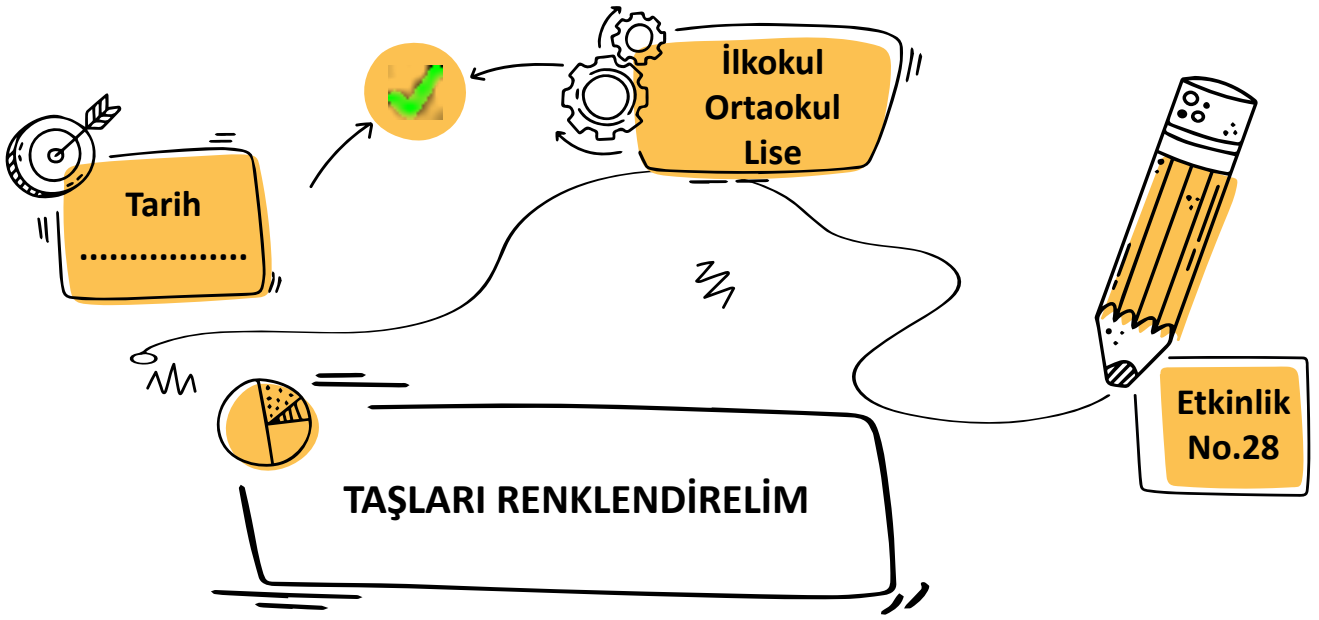 İlkokul
Ortaokul
Lise
Tarih
.................
Etkinlik
No.28
TAŞLARI RENKLENDİRELİM